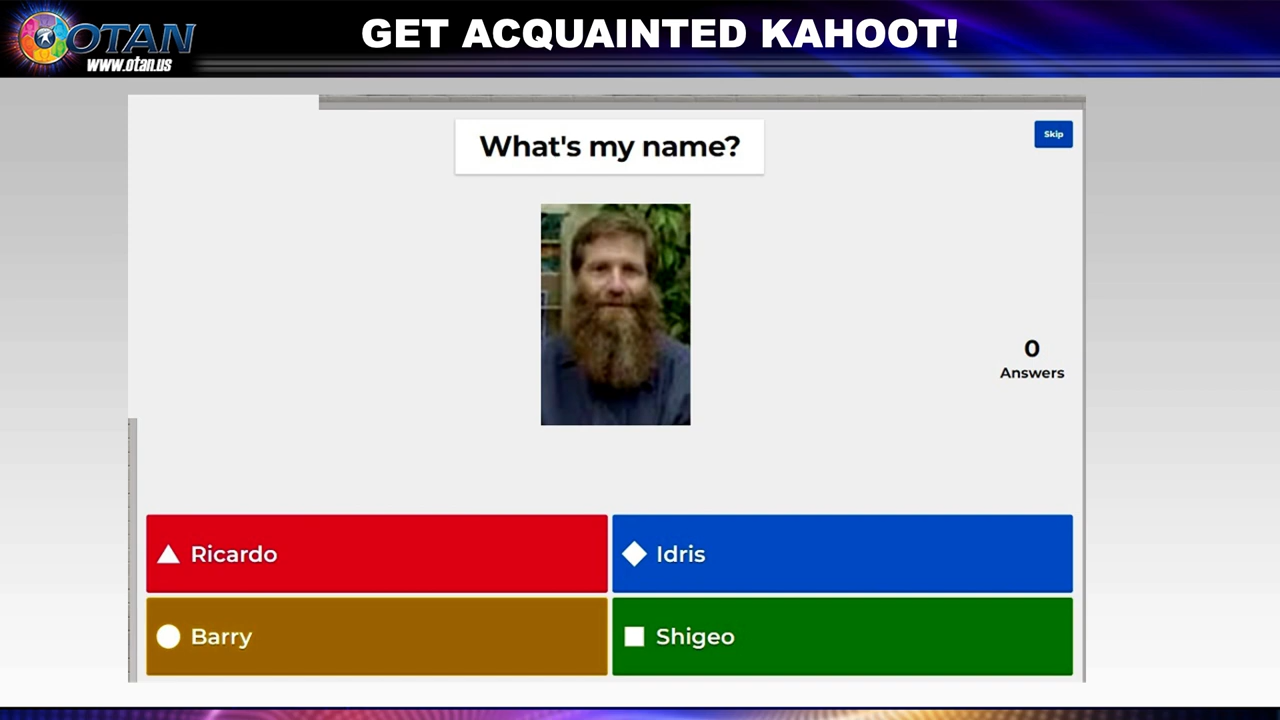 OTAN
www.otan.us
GET ACQUAINTED KAHOOT!
What's my name?
Skip
0
Answers
Ricardo
Idris
Barry
Shigeo